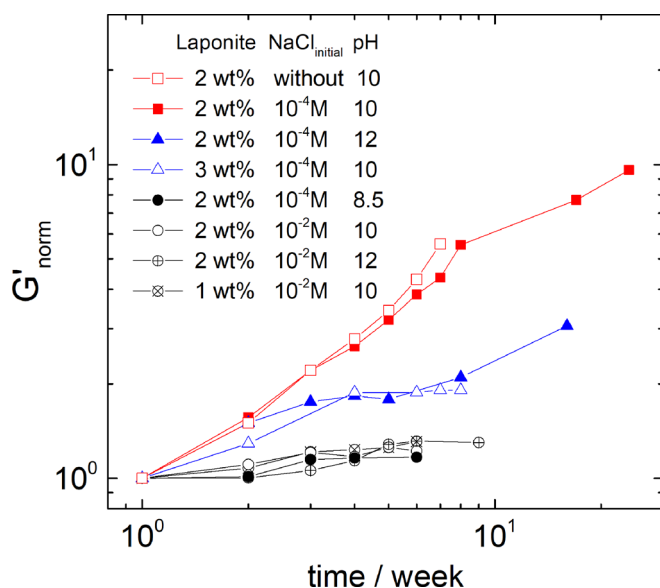 Laponite NaCl_initial pH
2 wt% without 10
2 wt% 10^-4M 10
2 wt% 10^-4M 12
3 wt% 10^-4M 10
2 wt% 10^-4M 8.5
2 wt% 10^-2M 10
2 wt% 10^-2M 12
1 wt% 10^-2M 10
10^1
G'_norm
10^0
10^0 10^1
time / week